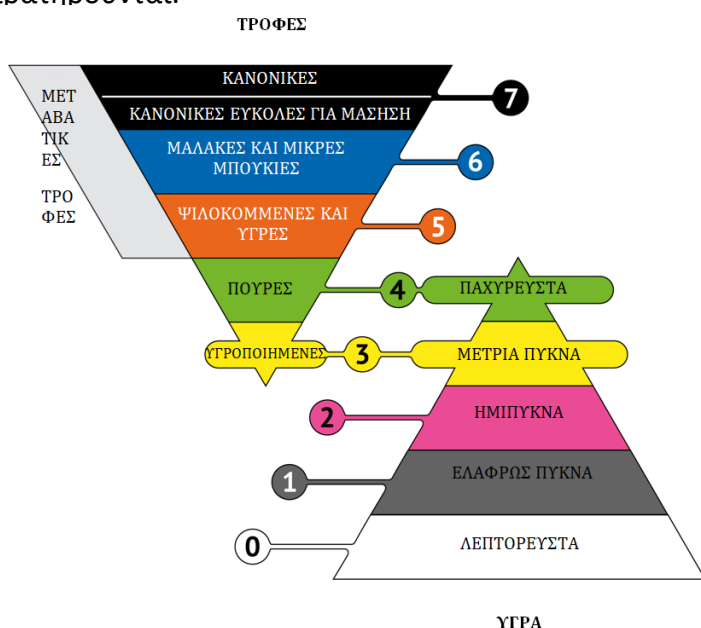 ΤΡΟΦΕΣ
ΚΑΝΟΝΙΚΕΣ
7
ΚΑΝΟΝΙΚΕΣ ΕΥΚΟΛΕΣ ΓΙΑ ΜΑΣΗΣΗ
ΜΕΤ
ΑΒΑ
ΤΙΚ
ΕΣ
ΤΡΟ
ΦΕΣ
ΜΑΛΑΚΕΣ ΚΑΙ ΜΙΚΡΕΣ
ΜΠΟΥΚΙΕΣ
6
ΨΙΛΟΚΟΜΜΕΝΕΣ ΚΑΙ
ΥΓΡΕΣ
5
ΠΟΥΡΕΣ
4
ΠΑΧΥΡΕΥΣΤΑ
ΥΓΡΟΠΟΙΗΜΕΝΕΣ
3
ΜΕΤΡΙΑ ΠΥΚΝΑ
2
ΗΜΙΠΥΚΝΑ
1
ΕΛΑΦΡΩΣ ΠΥΚΝΑ
0
ΛΕΠΤΟΡΕΥΣΤΑ
ΥΓΡΑ